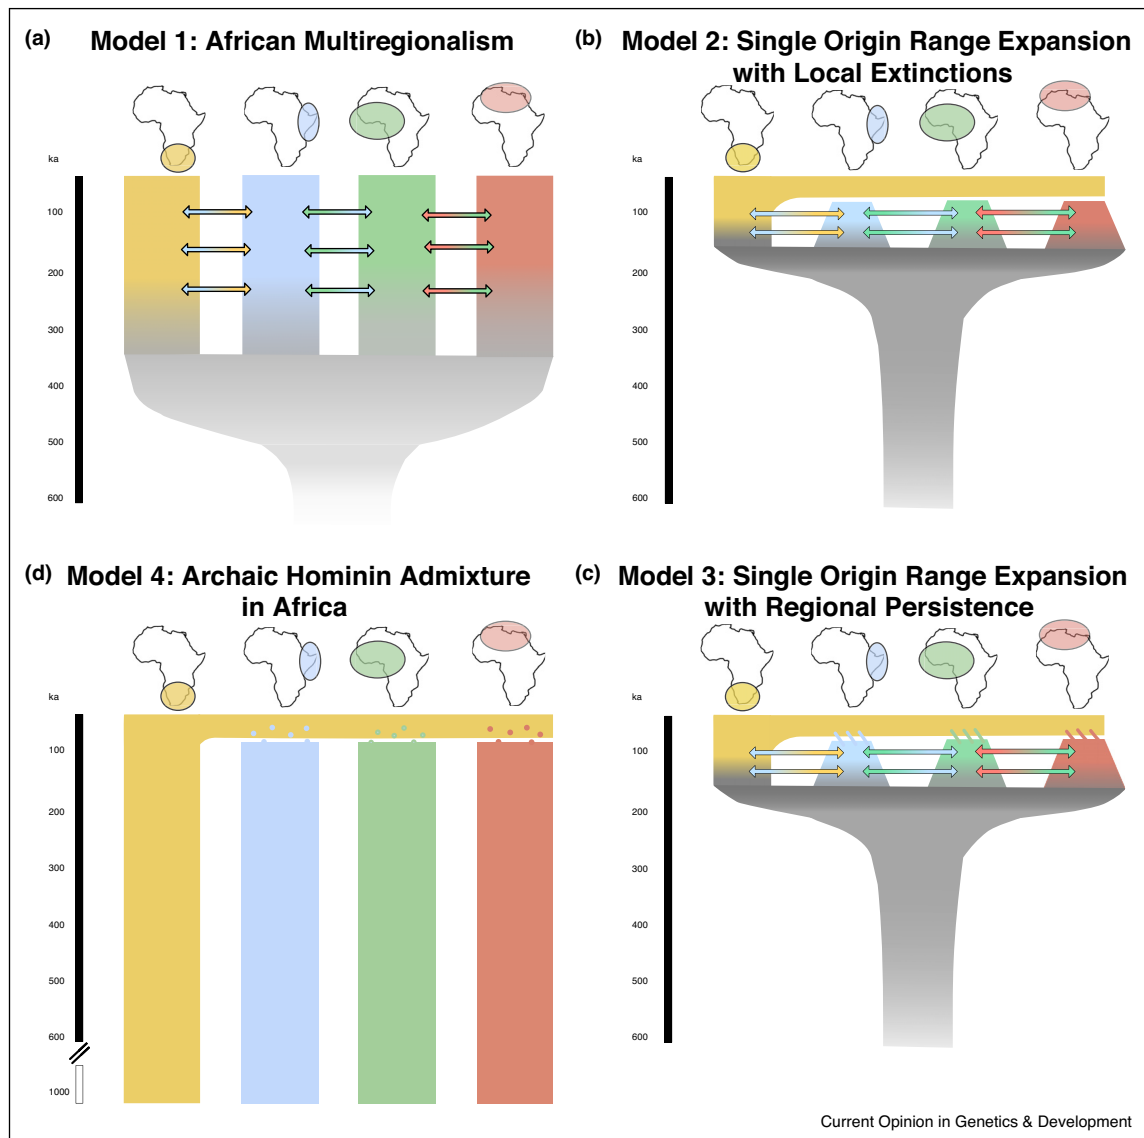 (a) Model 1: African Multiregionalism
ka
100
200
300
400
500
600
(b) Model 2: Single Origin Range Expansion
with Local Extinctions
ka
100
200
300
400
500
600
(d) Model 4: Archaic Hominin Admixture
in Africa
ka
100
200
300
400
500
600
1000
(c) Model 3: Single Origin Range Expansion
with Regional Persistence
ka
100
200
300
400
500
600
Current Opinion in Genetics & Development